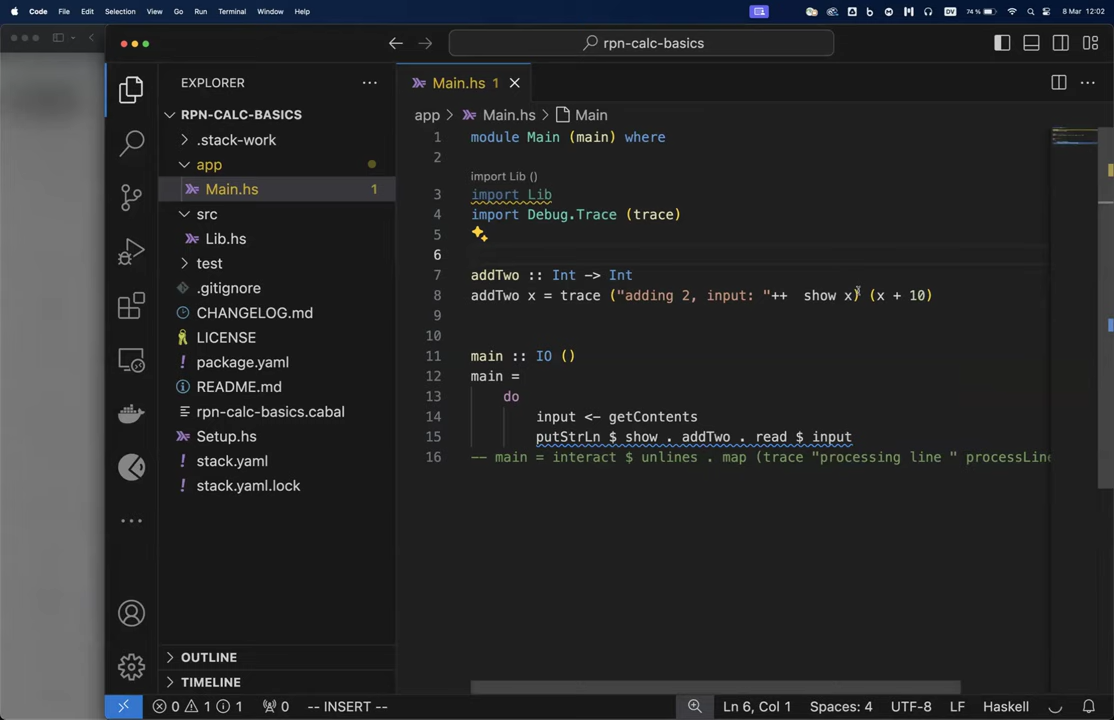 Code File Edit Selection View Go Run Terminal Window Help DV 74 % 8 Mar 12:02
rpn-calc-basics
EXPLORER
Main.hs 1
RPN-CALC-BASICS
app > Main.hs > Main
.stack-work
app
Main.hs 1
src
Lib.hs
test
.gitignore
CHANGELOG.md
LICENSE
package.yaml
README.md
rpn-calc-basics.cabal
Setup.hs
stack.yaml
stack.yaml.lock
OUTLINE
TIMELINE
1 module Main (main) where
2
import Lib ()
3 import Lib
4 import Debug.Trace (trace)
5
6
7 addTwo :: Int -> Int
8 addTwo x = trace ("adding 2, input: "++ show x) (x + 10)
9
10
11 main :: IO ()
12 main =
13 do
14 input <- getContents
15 putStrLn $ show . addTwo . read $ input
16 -- main = interact $ unlines . map (trace "processing line " processLine
0 1 1 0 -- INSERT -- Ln 6, Col 1 Spaces: 4 UTF-8 LF Haskell